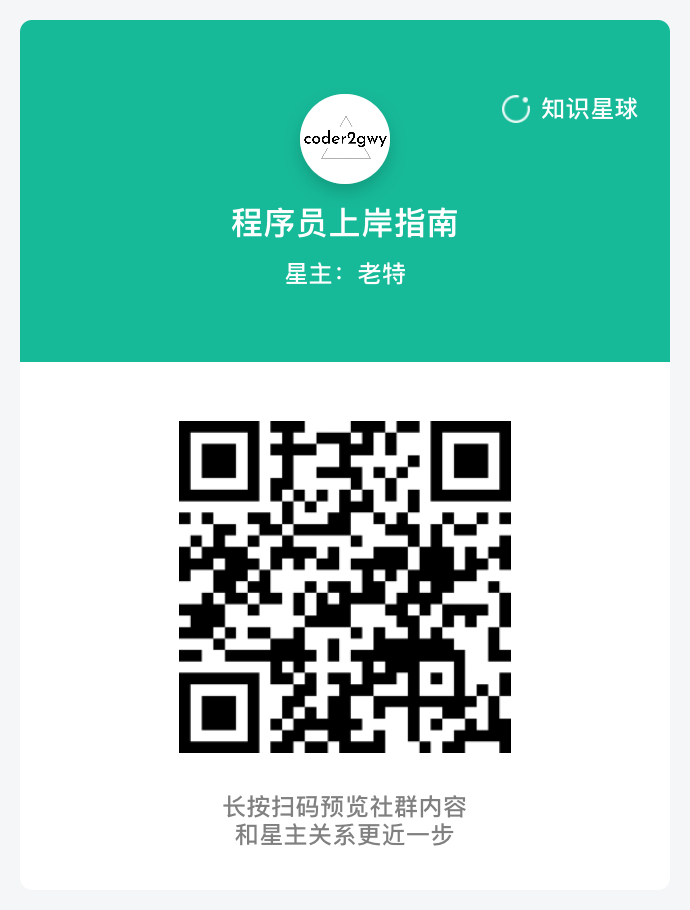 知识星球
coder2gwy
程序员上岸指南
星主：老特
长按扫码预览社群内容
和星主关系更近一步